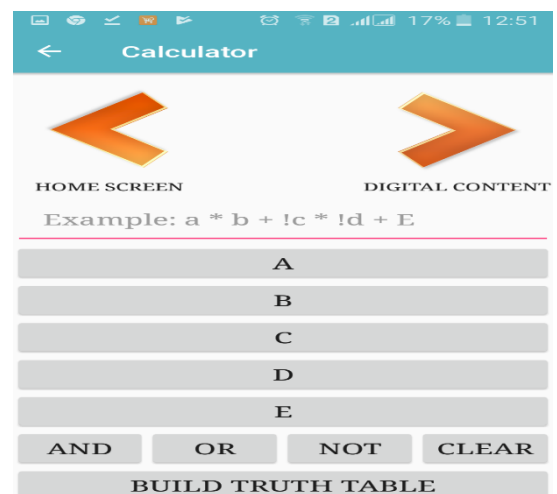 17% 12:51
Calculator
HOME SCREEN
DIGITAL CONTENT
Example: a * b + !c * !d + E
A
B
C
D
E
AND OR NOT CLEAR
BUILD TRUTH TABLE